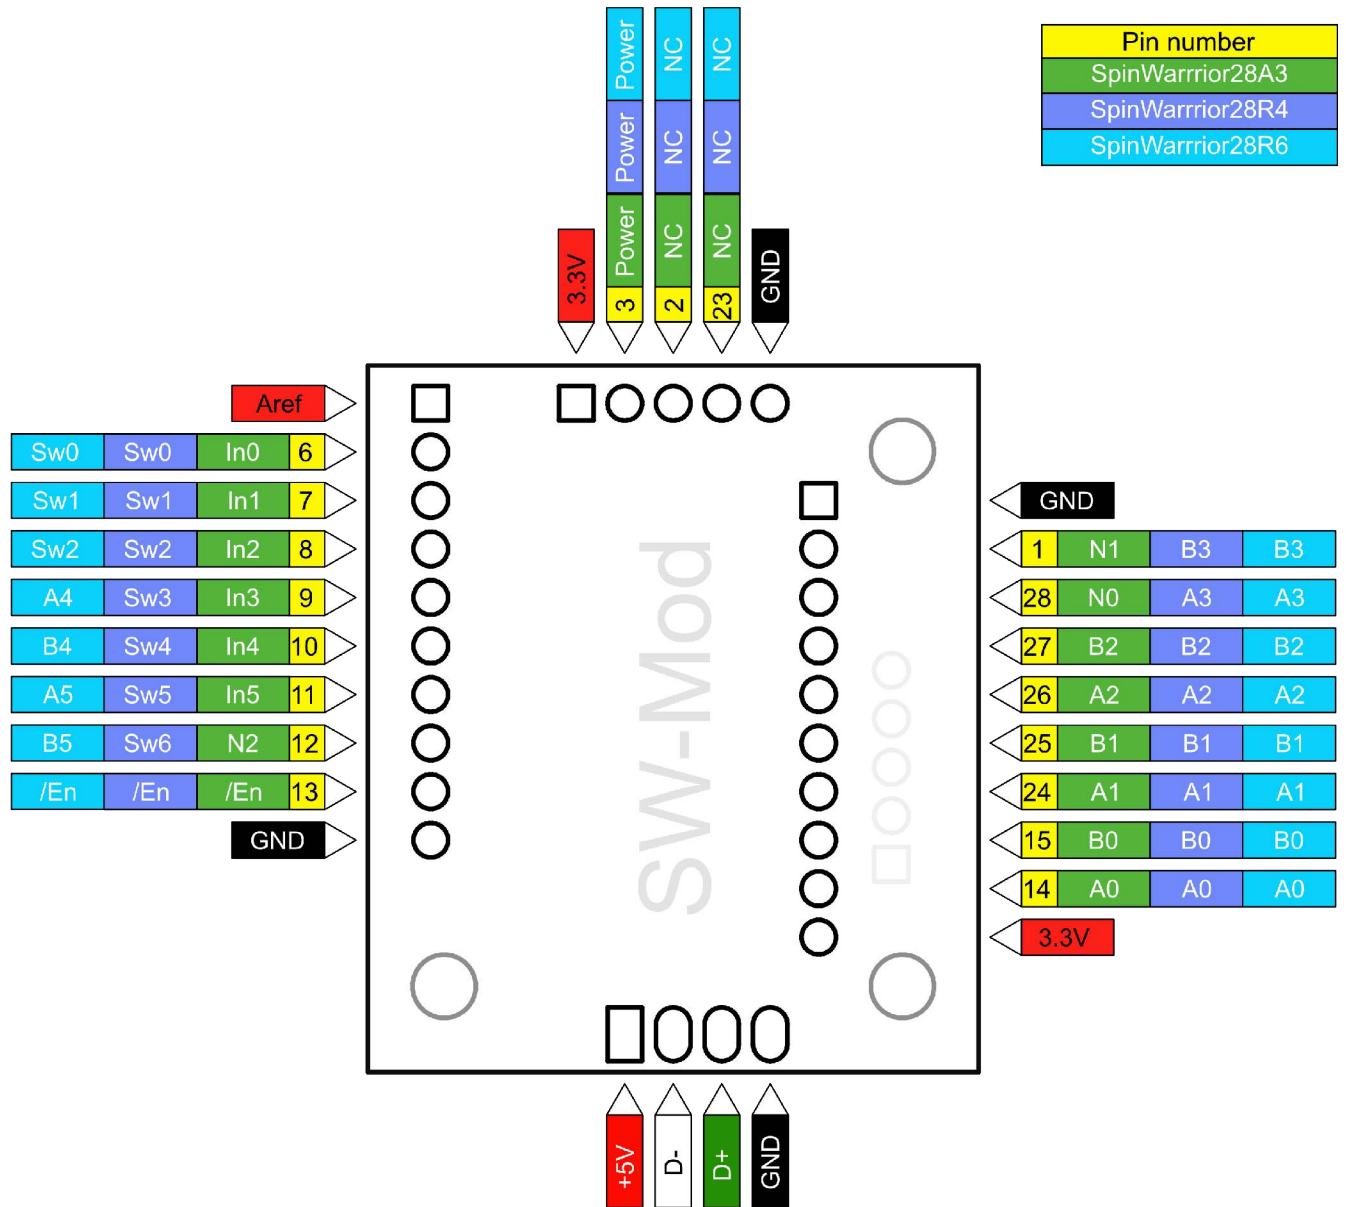 Pin number
SpinWarrrior28A3
SpinWarrrior28R4
SpinWarrrior28R6
Power NC NC
Power NC NC
3.3V Power NC NC GND
3 2 23
Aref
Sw0 Sw0 In0 6
Sw1 Sw1 In1 7
GND
Sw2 Sw2 In2 8
1 N1 B3 B3
A4 Sw3 In3 9
28 N0 A3 A3
B4 Sw4 In4 10
27 B2 B2 B2
A5 Sw5 In5 11
26 A2 A2 A2
B5 Sw6 N2 12
25 B1 B1 B1
/En /En /En 13
24 A1 A1 A1
GND
15 B0 B0 B0
14 A0 A0 A0
3.3V
SW-Mod
+5V D- D+ GND